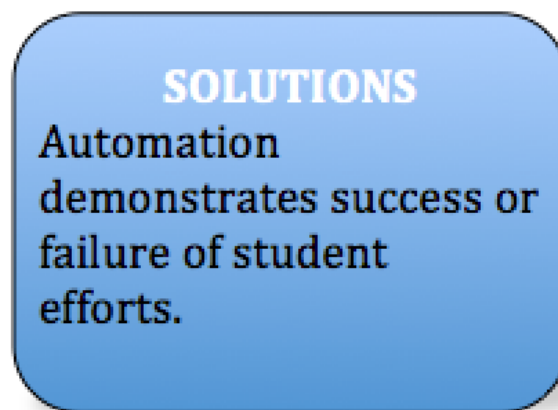 SOLUTIONS
Automation
demonstrates success or
failure of student
efforts.